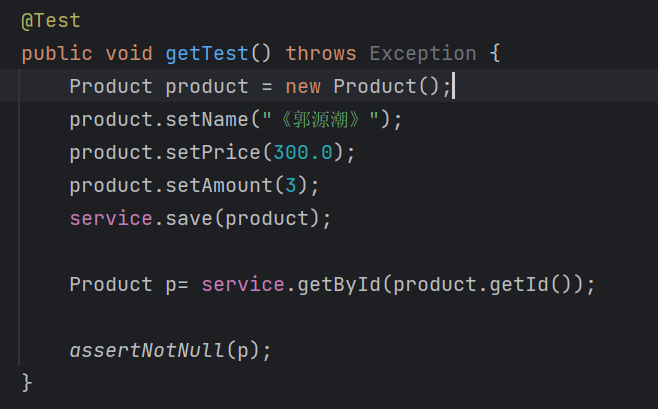 @Test
public void getTest() throws Exception {
    Product product = new Product();
    product.setName("《郭源潮》");
    product.setPrice(300.0);
    product.setAmount(3);
    service.save(product);

    Product p= service.getById(product.getId());

    assertNotNull(p);
}